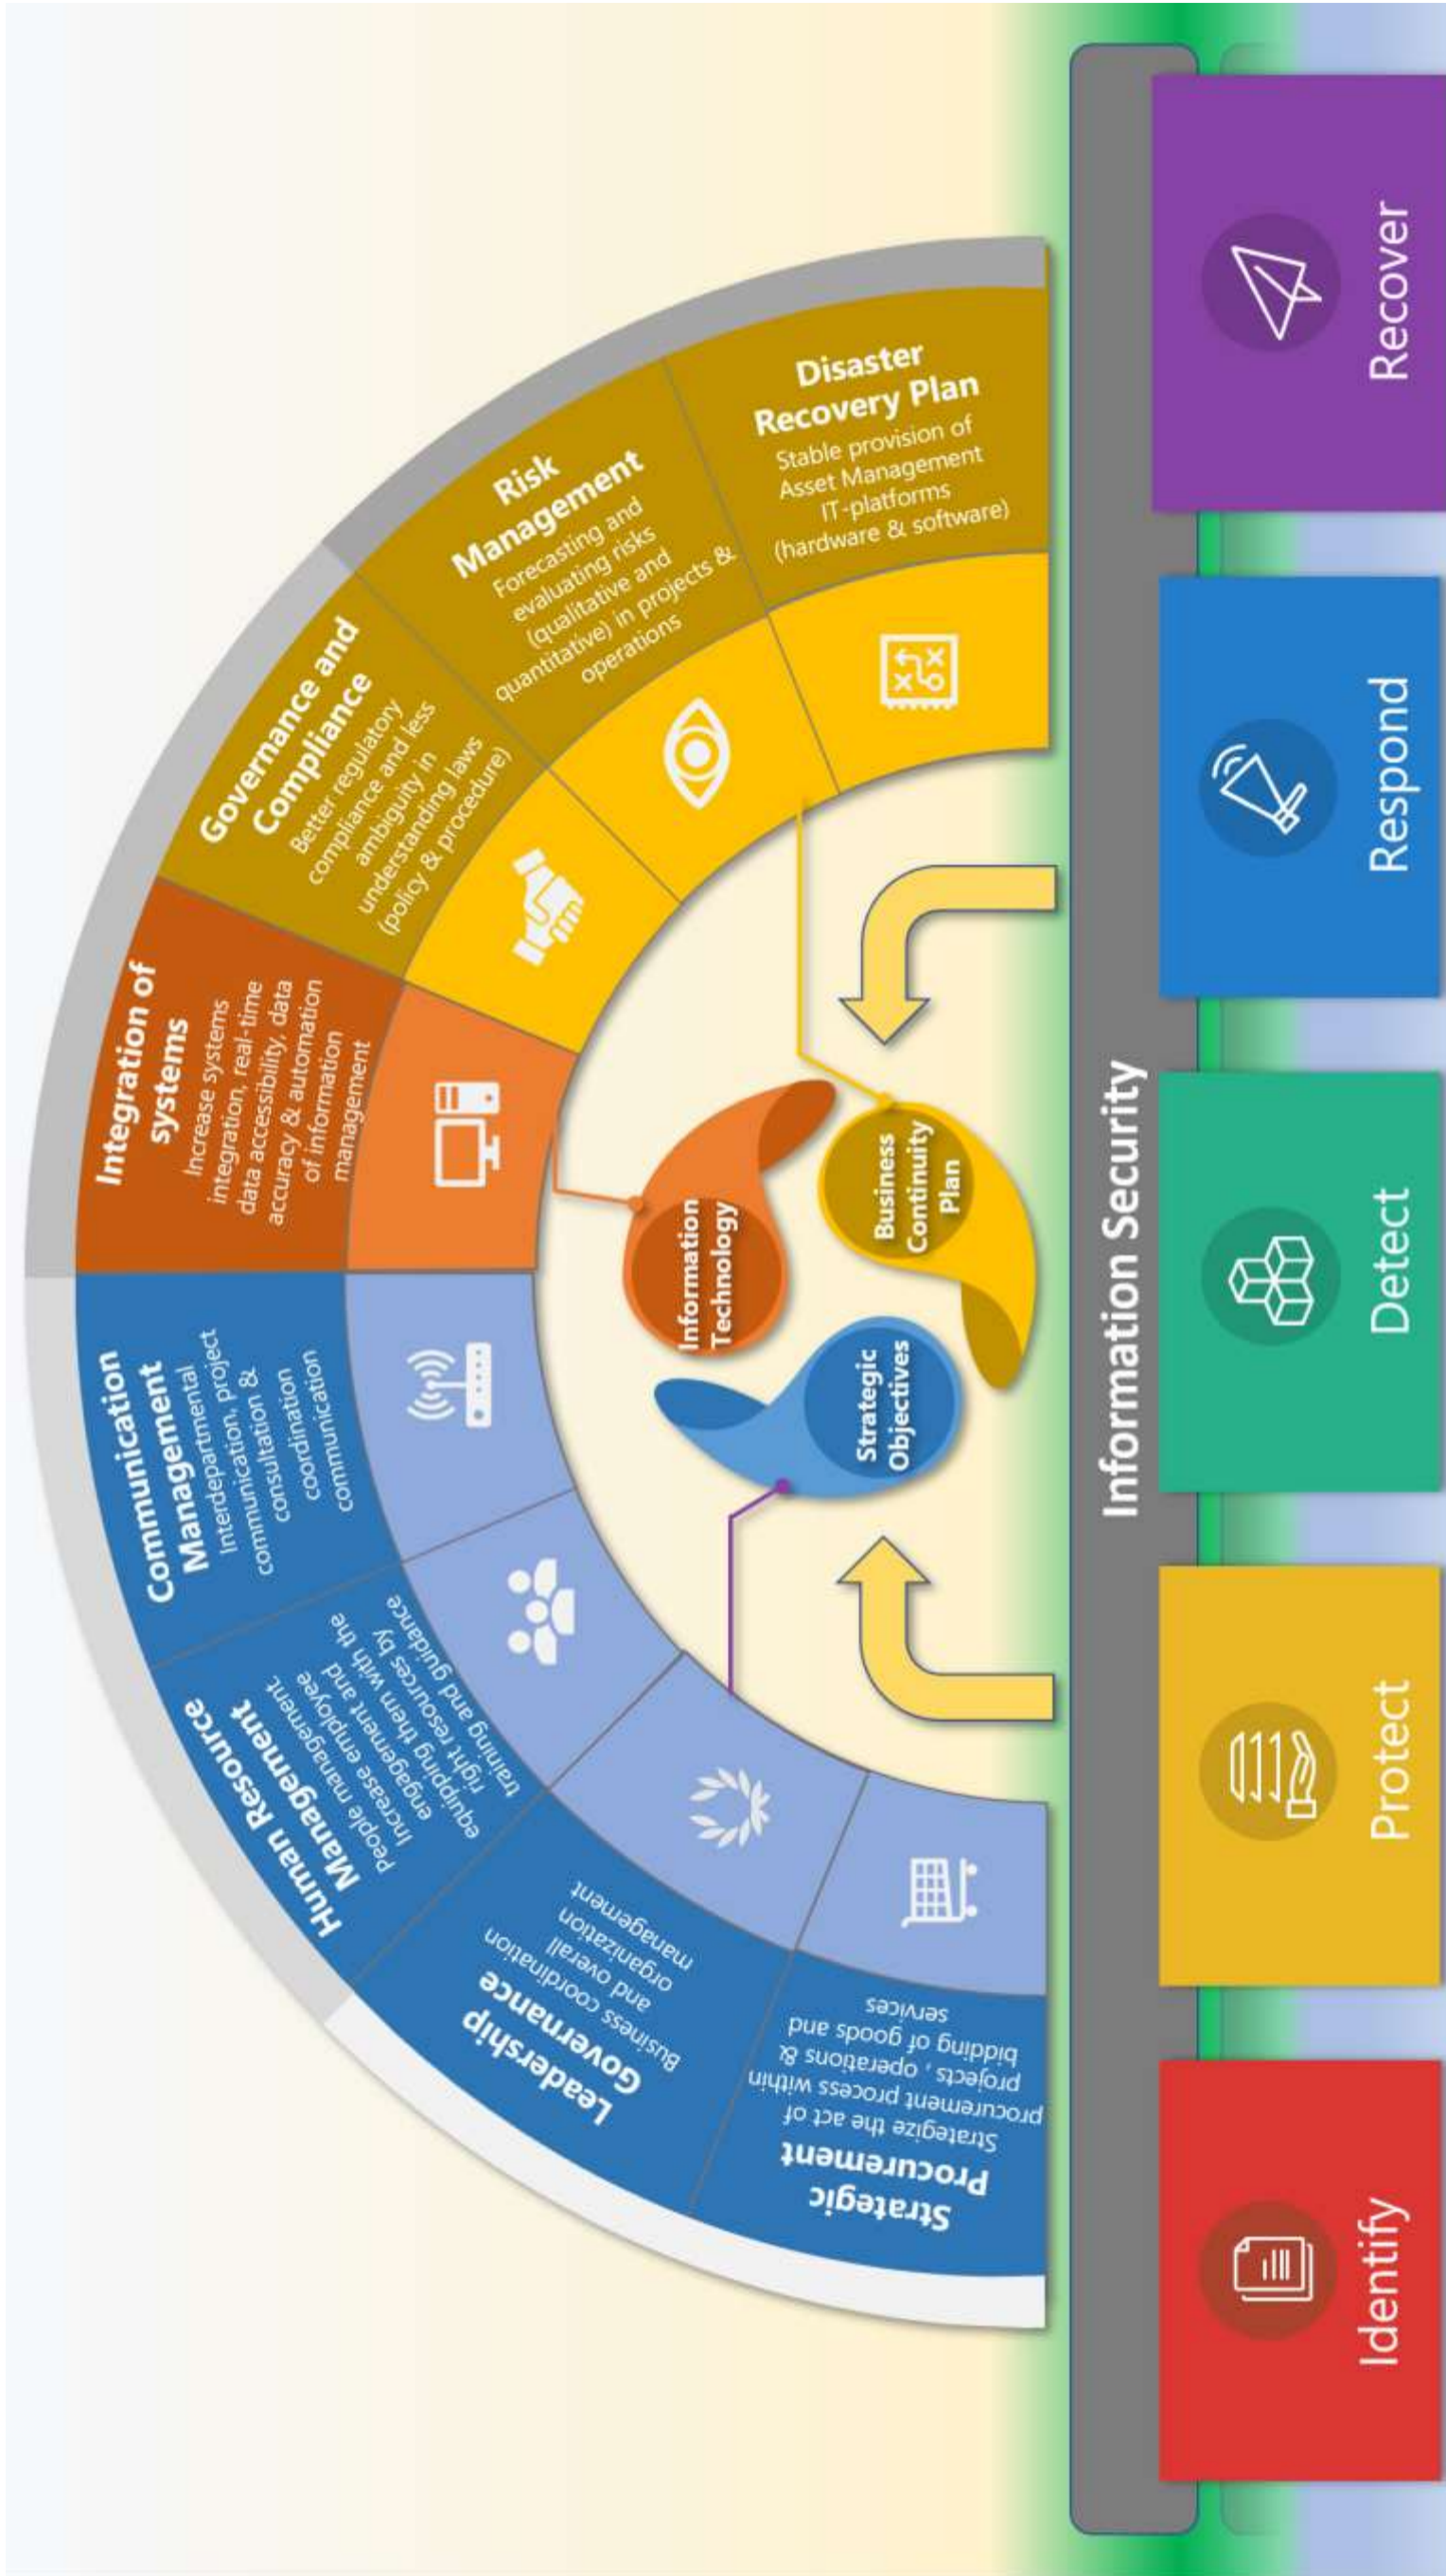 Strategic
Procurement
Strategize the act of
procurement process within
projects, operations &
bidding of goods and
services
Leadership
Governance
Business coordination
and overall
organization
management
Human Resource
Management
People management.
Increase employee
engagement and
equipping them with the
right resources by
training and guidance
Communication
Management
Interdepartmental
communication, project
consultation &
coordination
communication
Integration of
systems
Increase systems
integration, real-time
data accessibility, data
accuracy & automation
of information
management
Governance and
Compliance
Better regulatory
compliance and less
ambiguity in
understanding laws
(policy & procedure)
Risk
Management
Forecasting and
evaluating risks
(qualitative and
quantitative) in projects &
operations
Disaster
Recovery Plan
Stable provision of
Asset Management
IT-platforms
(hardware & software)
Information
Technology
Strategic
Objectives
Business
Continuity
Plan
Information Security
Identify
Protect
Detect
Respond
Recover